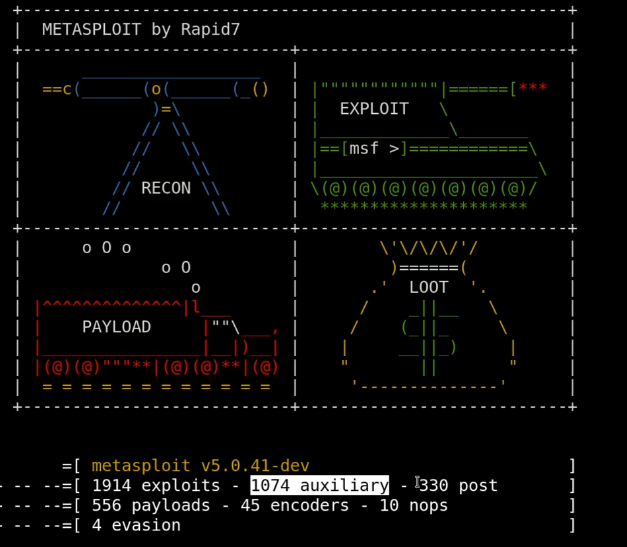 METASPLOIT by Rapid7
RECON
EXPLOIT
msf >
PAYLOAD
LOOT
=[ metasploit v5.0.41-dev ]
- -- --=[ 1914 exploits - 1074 auxiliary - 330 post ]
- -- --=[ 556 payloads - 45 encoders - 10 nops ]
- -- --=[ 4 evasion ]